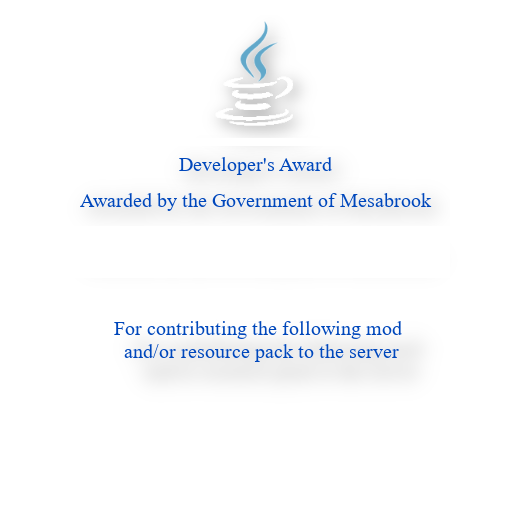 Developer's Award
Awarded by the Government of Mesabrook
For contributing the following mod
and/or resource pack to the server